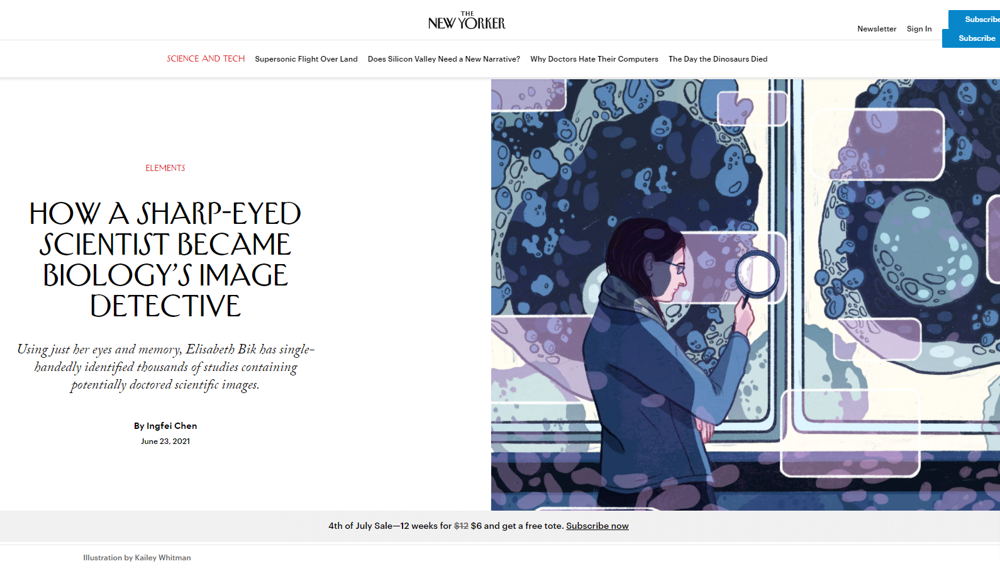 THE
NEW YORKER
Newsletter Sign In
Subscribe
Subscribe
SCIENCE AND TECH Supersonic Flight Over Land Does Silicon Valley Need a New Narrative? Why Doctors Hate Their Computers The Day the Dinosaurs Died
ELEMENTS
HOW A SHARP-EYED
SCIENTIST BECAME
BIOLOGY'S IMAGE
DETECTIVE
Using just her eyes and memory, Elisabeth Bik has single-
handedly identified thousands of studies containing
potentially doctored scientific images.
By Ingfei Chen
June 23, 2021
4th of July Sale—12 weeks for $12 $6 and get a free tote. Subscribe now
Illustration by Kailey Whitman